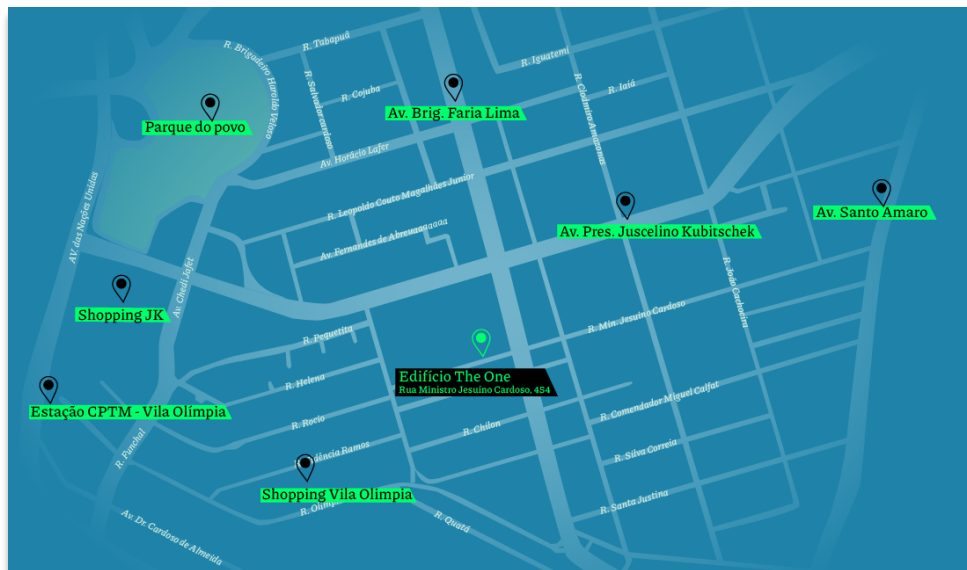 R. Tabapuã
R. Brigadeiro Haroldo Veloso
R. Iguatemi
R. Salvador cardoso
R. Cojuba
R. Clodmiro Amazonas
R. Iaiá
Parque do povo
Av. Brig. Faria Lima
Av. Horácio Lafer
AV. das Nações Unidas
R. Leopoldo Couto Magalhães Junior
Av. Santo Amaro
Av. Pres. Juscelino Kubitschek
Av. Fernandes de Abreuaaaaaa
Av. Chedi Jafet
R. João Cachoeira
Shopping JK
R. Min. Jesuíno Cardoso
R. Pequetita
Edifício The One
Rua Ministro Jesuíno Cardoso, 454
R. Helena
Estação CPTM - Vila Olímpia
R. Comendador Miguel Calfat
R. Rocio
R. Chilon
R. Funchal
R. Silva Correia
Shopping Vila Olimpia
R. Santa Justina
R. Quatá
Av. Dr. Cardoso de Almeida